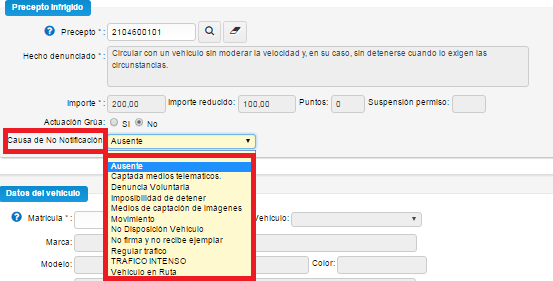 Precepto Infrigido
? Precepto * : 2104600101
Hecho denunciado * : Circular con un vehículo sin moderar la velocidad y, en su caso, sin detenerse cuando lo exigen las
circunstancias.
Importe * : 200,00 Importe reducido: 100,00 Puntos: 0 Suspensión permiso:
Actuación Grúa: SI No
Causa de No Notificación Ausente
Ausente
Captada medios telematicos.
Denuncia Voluntaria
Imposibilidad de detener
Medios de captación de imágenes
Movimiento
No Disposición Vehiculo
No firma y no recibe ejemplar
Regular trafico
TRAFICO INTENSO
Vehiculo en Ruta
Datos del vehículo
? Matricula * : Vehículo:
Marca:
Modelo: Color: